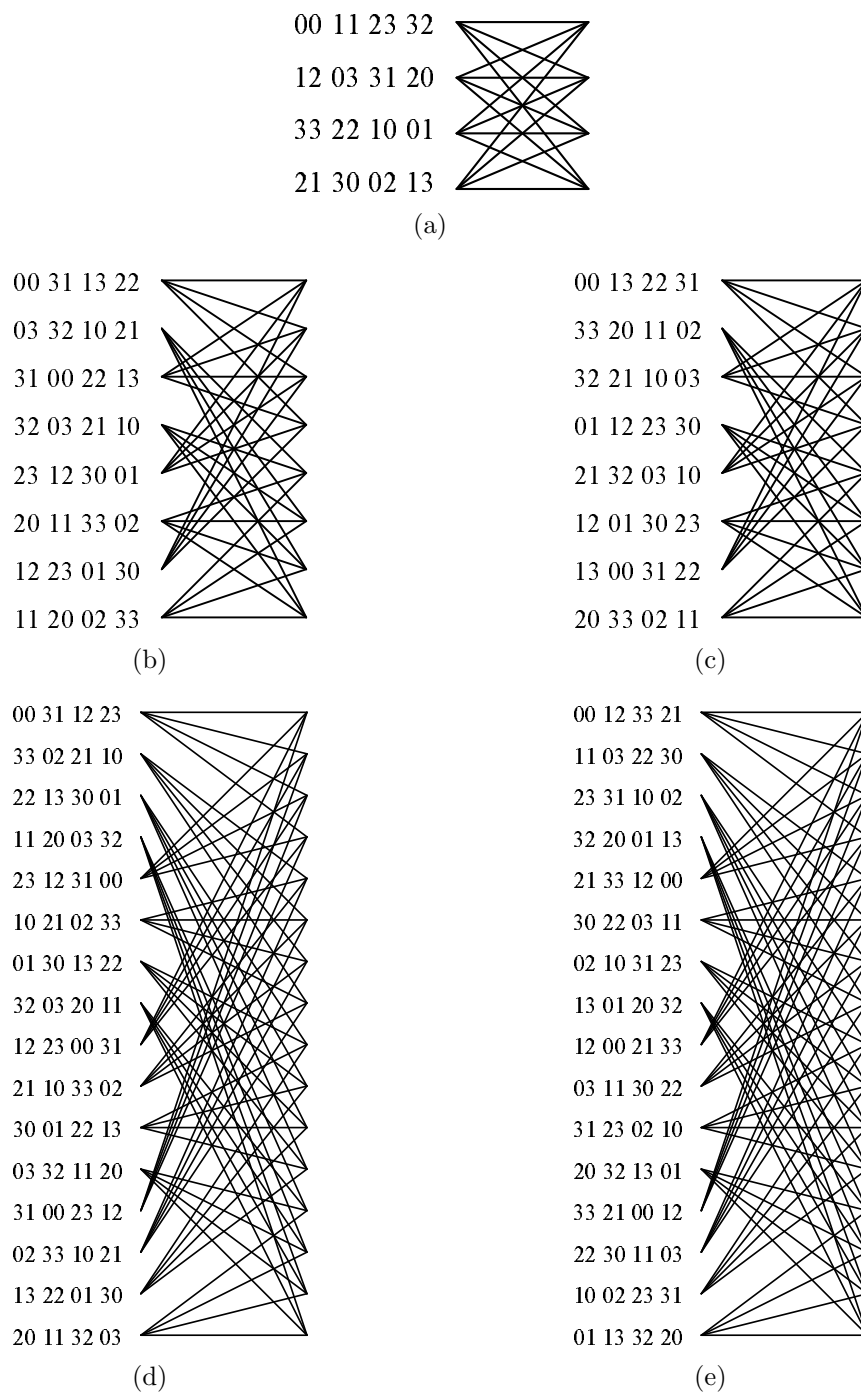 00 11 23 32
12 03 31 20
33 22 10 01
21 30 02 13
(a)
00 31 13 22
03 32 10 21
31 00 22 13
32 03 21 10
23 12 30 01
20 11 33 02
12 23 01 30
11 20 02 33
(b)
00 13 22 31
33 20 11 02
32 21 10 03
01 12 23 30
21 32 03 10
12 01 30 23
13 00 31 22
20 33 02 11
(c)
00 31 12 23
33 02 21 10
22 13 30 01
11 20 03 32
23 12 31 00
10 21 02 33
01 30 13 22
32 03 20 11
12 23 00 31
21 10 33 02
30 01 22 13
03 32 11 20
31 00 23 12
02 33 10 21
13 22 01 30
20 11 32 03
(d)
00 12 33 21
11 03 22 30
23 31 10 02
32 20 01 13
21 33 12 00
30 22 03 11
02 10 31 23
13 01 20 32
12 00 21 33
03 11 30 22
31 23 02 10
20 32 13 01
33 21 00 12
22 30 11 03
10 02 23 31
01 13 32 20
(e)